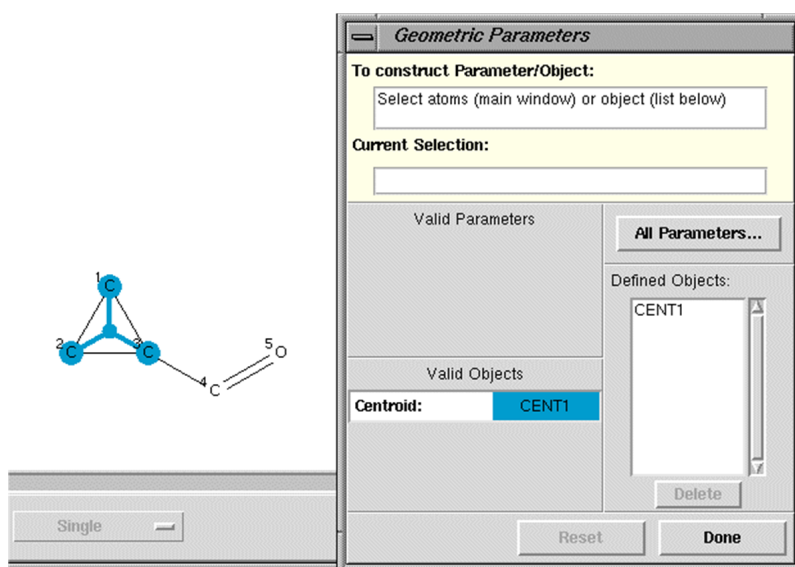 Geometric Parameters
To construct Parameter/Object:
Select atoms (main window) or object (list below)
Current Selection:
Valid Parameters
All Parameters...
Defined Objects:
CENT1
1
C
2
C
3
C
4
C
5
O
Valid Objects
Centroid:
CENT1
Delete
Single
Reset
Done